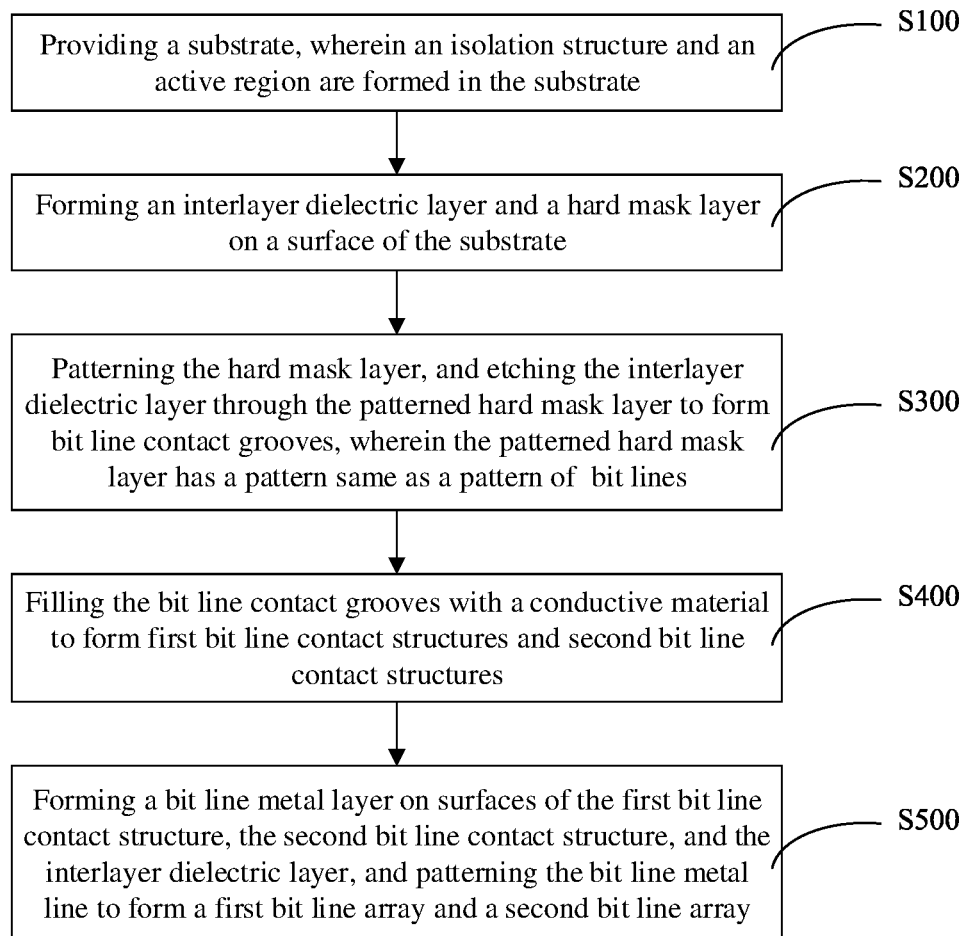 S100
Providing a substrate, wherein an isolation structure and an
active region are formed in the substrate
S200
Forming an interlayer dielectric layer and a hard mask layer
on a surface of the substrate
Patterning the hard mask layer, and etching the interlayer
dielectric layer through the patterned hard mask layer to form
S300
bit line contact grooves, wherein the patterned hard mask
layer has a pattern same as a pattern of bit lines
Filling the bit line contact grooves with a conductive material
S400
to form first bit line contact structures and second bit line
contact structures
Forming a bit line metal layer on surfaces of the first bit line
S500
contact structure, the second bit line contact structure, and the
interlayer dielectric layer, and patterning the bit line metal
line to form a first bit line array and a second bit line array